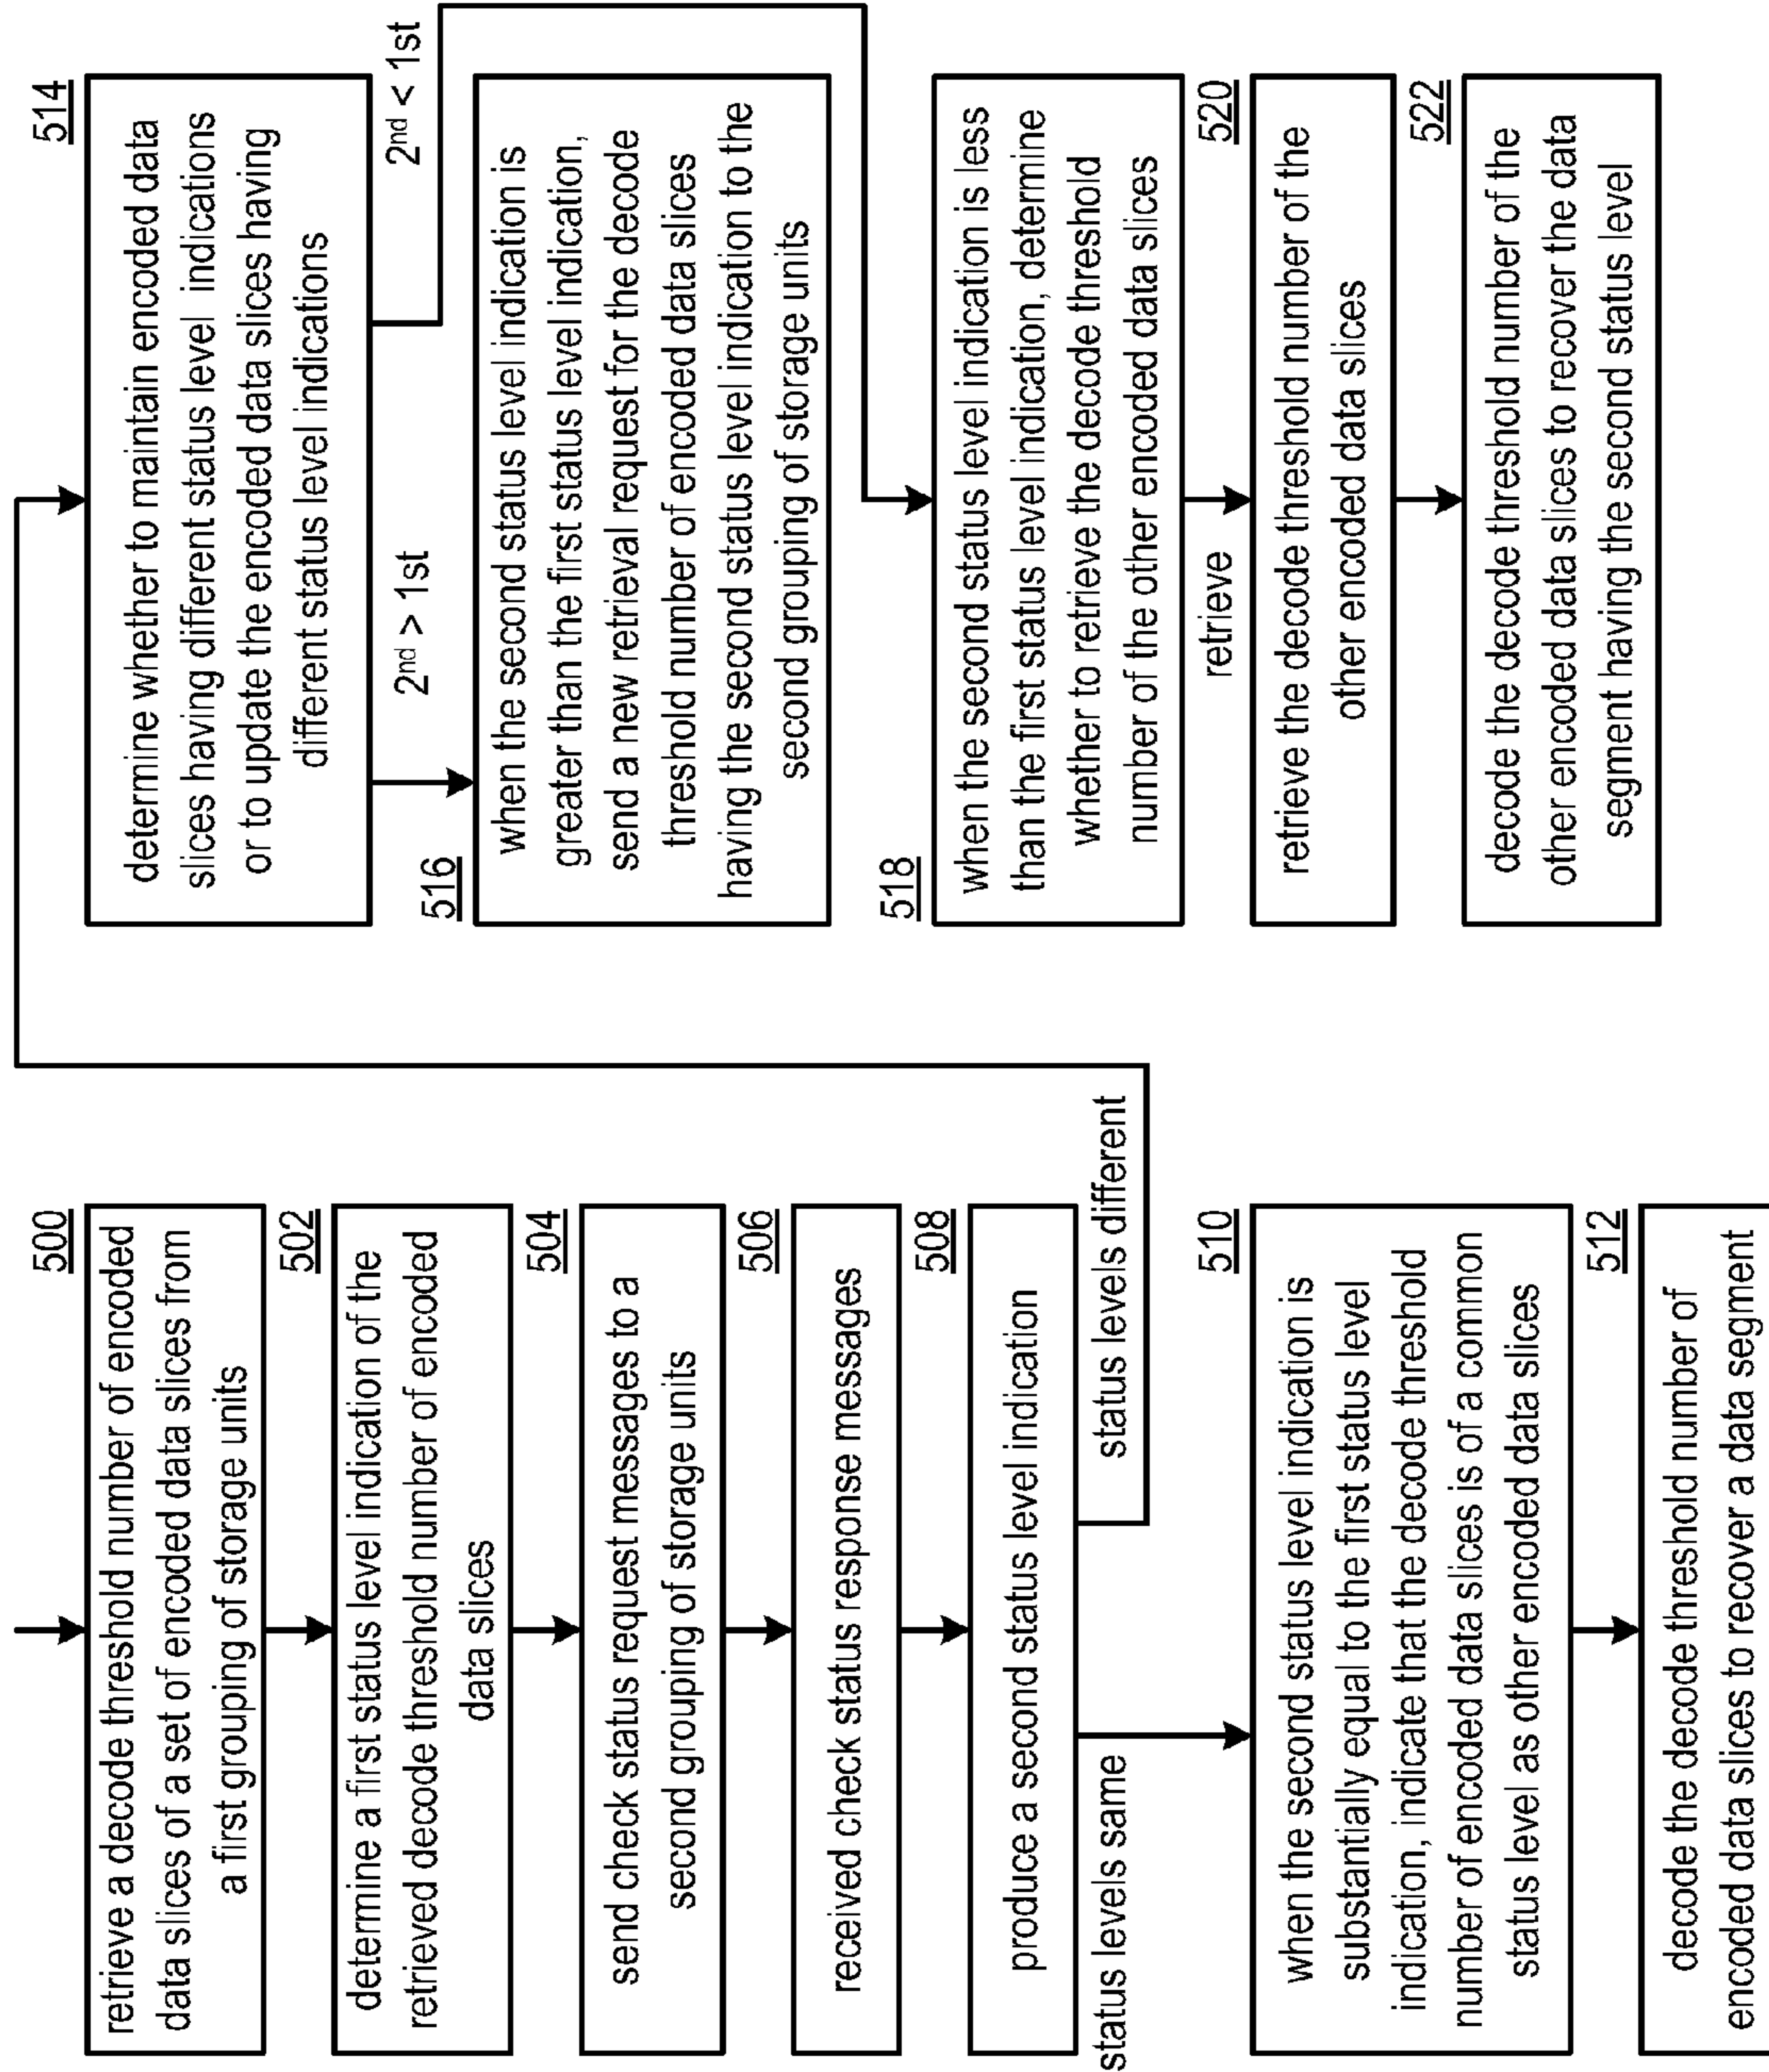 500
retrieve a decode threshold number of encoded
data slices of a set of encoded data slices from
a first grouping of storage units
502
determine a first status level indication of the
retrieved decode threshold number of encoded
data slices
504
send check status request messages to a
second grouping of storage units
506
received check status response messages
508
produce a second status level indication
status levels same
status levels different
510
when the second status level indication is
substantially equal to the first status level
indication, indicate that the decode threshold
number of encoded data slices is of a common
status level as other encoded data slices
512
decode the decode threshold number of
encoded data slices to recover a data segment
514
determine whether to maintain encoded data
slices having different status level indications
or to update the encoded data slices having
different status level indications
2nd > 1st
2nd < 1st
516
when the second status level indication is
greater than the first status level indication,
send a new retrieval request for the decode
threshold number of encoded data slices
having the second status level indication to the
second grouping of storage units
518
when the second status level indication is less
than the first status level indication, determine
whether to retrieve the decode threshold
number of the other encoded data slices
retrieve
520
retrieve the decode threshold number of the
other encoded data slices
522
decode the decode threshold number of the
other encoded data slices to recover the data
segment having the second status level